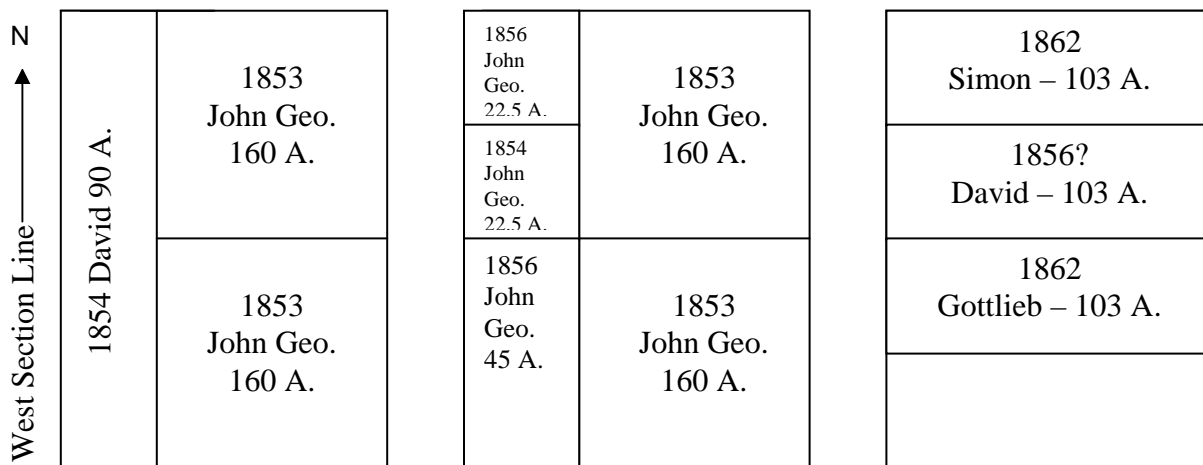 N
West Section Line
1854 David 90 A.
1853
John Geo.
160 A.
1853
John Geo.
160 A.
1856
John
Geo.
22.5 A.
1854
John
Geo.
22.5 A.
1856
John
Geo.
45 A.
1853
John Geo.
160 A.
1853
John Geo.
160 A.
1862
Simon – 103 A.
1856?
David – 103 A.
1862
Gottlieb – 103 A.